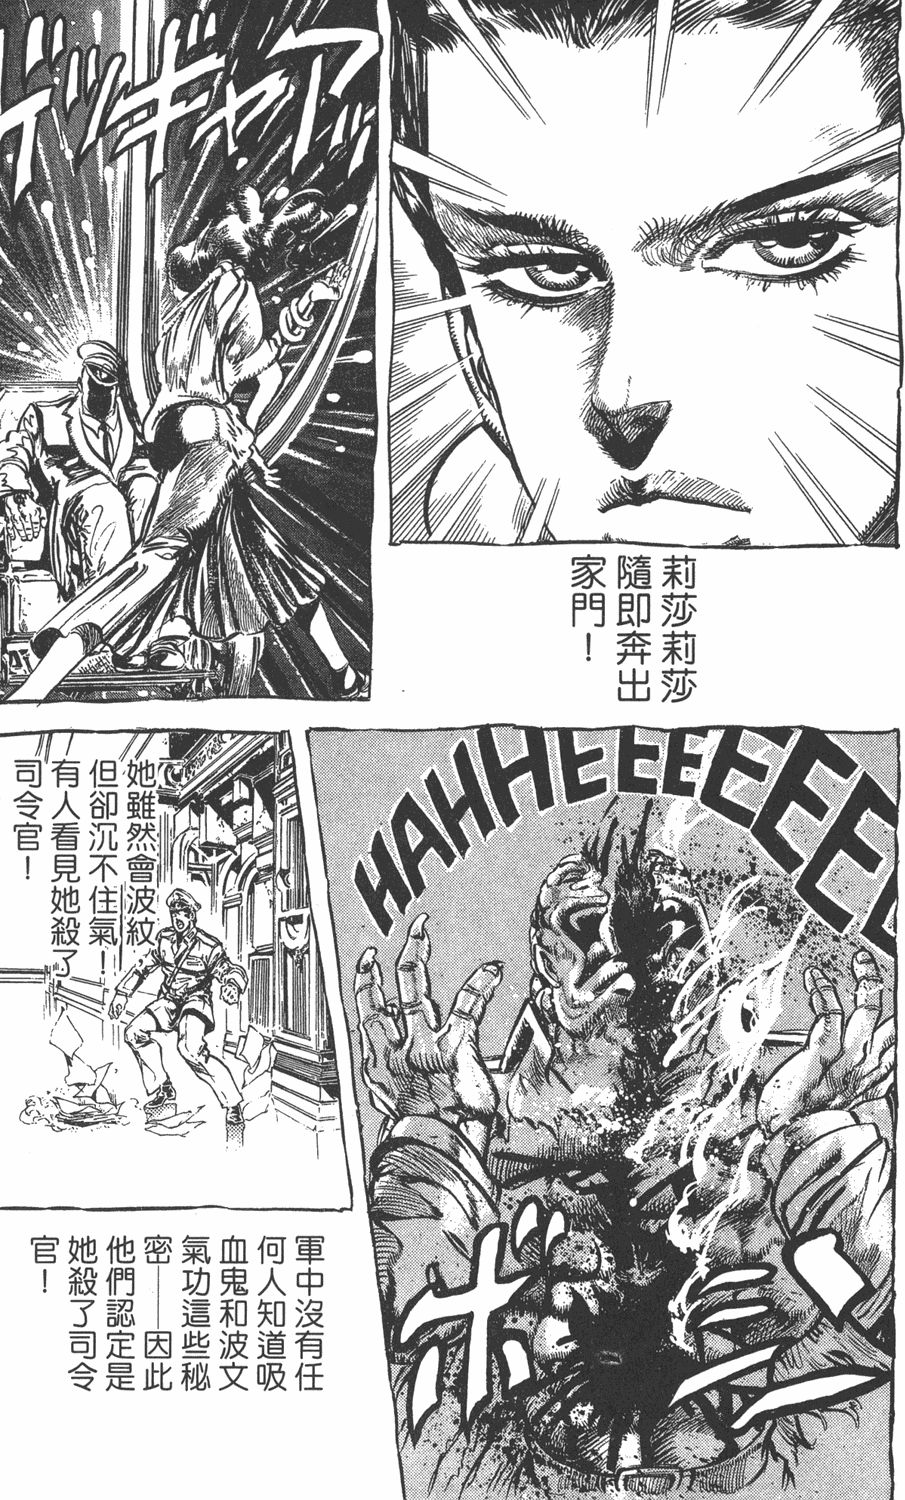 莉莎莉莎
隨即奔出
家門！
ギャア
HAHHEEEEEEEEE
她雖然會波紋
但卻沉不住氣！
有人看見她殺了
司令官！
軍中沒有任
何人知道吸
血鬼和波文
氣功這些秘
密——因此
他們認定是
她殺了司令
官！